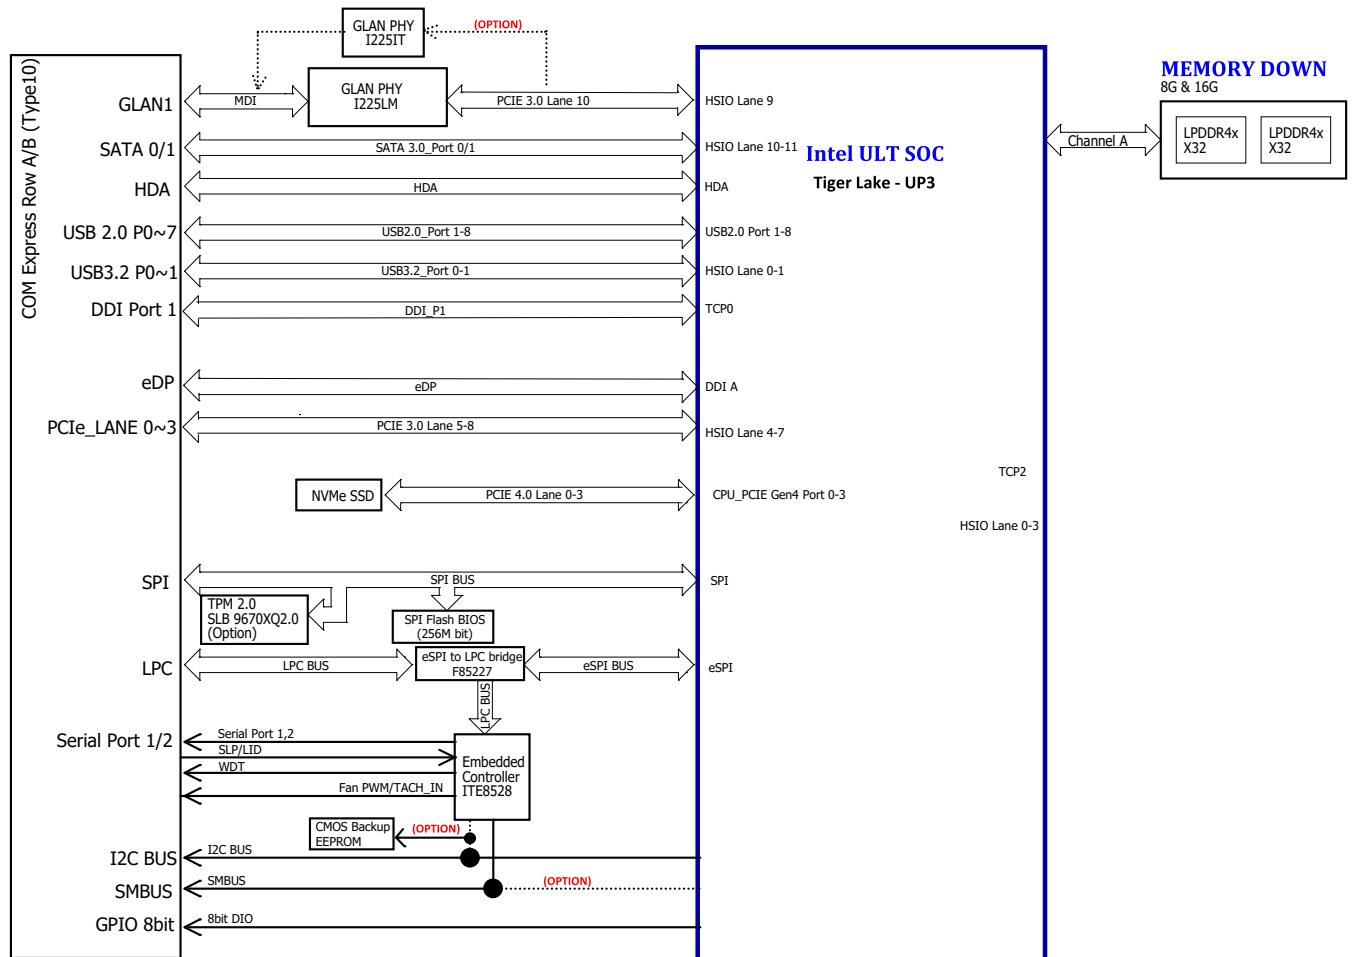 GLAN PHY
I225IT
(OPTION)
COM Express Row A/B (Type10)
GLAN1
MDI
GLAN PHY
I225LM
PCIE 3.0 Lane 10
HSIO Lane 9
MEMORY DOWN
8G & 16G
Channel A
LPDDR4x
X32
LPDDR4x
X32
SATA 0/1
SATA 3.0_Port 0/1
HSIO Lane 10-11
Intel ULT SOC
Tiger Lake - UP3
HDA
HDA
HDA
USB 2.0 P0~7
USB2.0_Port 1-8
USB2.0 Port 1-8
USB3.2 P0~1
USB3.2_Port 0-1
HSIO Lane 0-1
DDI Port 1
DDI_P1
TCP0
eDP
eDP
DDI A
PCIe_LANE 0~3
PCIE 3.0 Lane 5-8
HSIO Lane 4-7
TCP2
NVMe SSD
PCIE 4.0 Lane 0-3
CPU_PCIE Gen4 Port 0-3
HSIO Lane 0-3
SPI
SPI BUS
SPI
TPM 2.0
SLB 9670XQ2.0
(Option)
SPI Flash BIOS
(256M bit)
LPC
LPC BUS
eSPI to LPC bridge
F85227
eSPI BUS
eSPI
LPC BUS
Serial Port 1/2
Serial Port 1,2
SLP/LID
WDT
Fan PWM/TACH_IN
Embedded
Controller
ITE8528
CMOS Backup
EEPROM
(OPTION)
I2C BUS
I2C BUS
SMBUS
SMBUS
(OPTION)
GPIO 8bit
8bit DIO